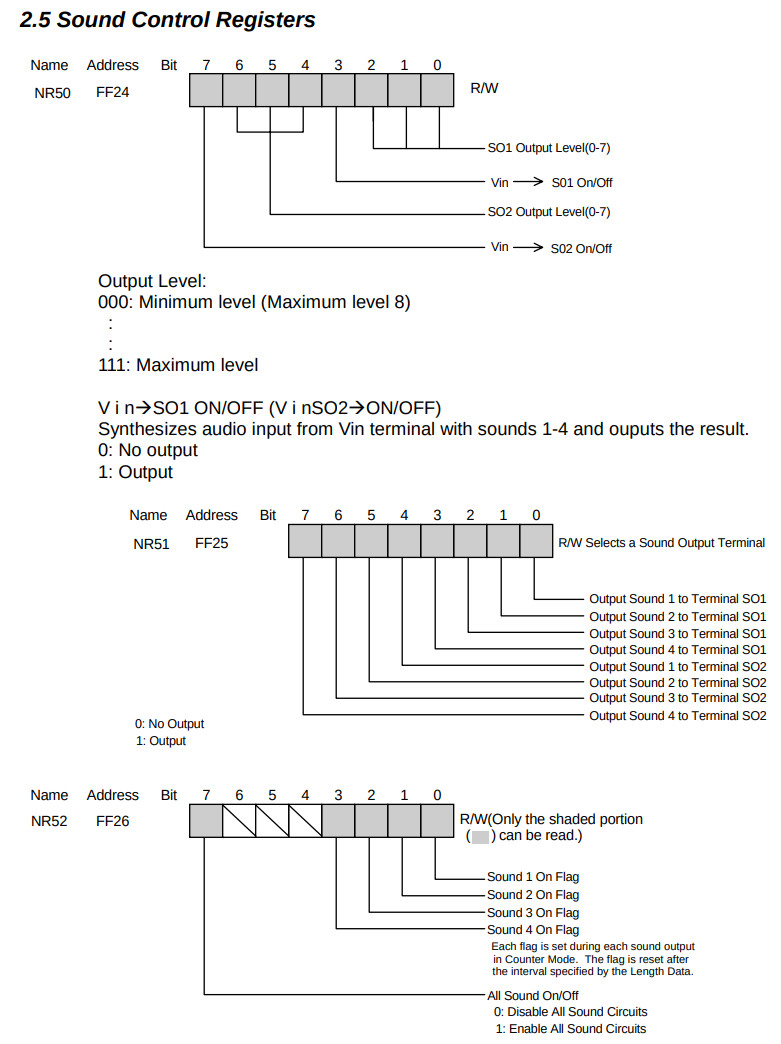 2.5 Sound Control Registers
Name Address Bit 7 6 5 4 3 2 1 0
NR50 FF24 R/W
SO1 Output Level(0-7)
Vin → S01 On/Off
SO2 Output Level(0-7)
Vin → S02 On/Off
Output Level:
000: Minimum level (Maximum level 8)
:
:
111: Maximum level
V i n→SO1 ON/OFF (V i nSO2→ON/OFF)
Synthesizes audio input from Vin terminal with sounds 1-4 and ouputs the result.
0: No output
1: Output
Name Address Bit 7 6 5 4 3 2 1 0
NR51 FF25 R/W Selects a Sound Output Terminal
Output Sound 1 to Terminal SO1
Output Sound 2 to Terminal SO1
Output Sound 3 to Terminal SO1
Output Sound 4 to Terminal SO1
Output Sound 1 to Terminal SO2
Output Sound 2 to Terminal SO2
Output Sound 3 to Terminal SO2
Output Sound 4 to Terminal SO2
0: No Output
1: Output
Name Address Bit 7 6 5 4 3 2 1 0
NR52 FF26 R/W(Only the shaded portion
( ) can be read.)
Sound 1 On Flag
Sound 2 On Flag
Sound 3 On Flag
Sound 4 On Flag
Each flag is set during each sound output
in Counter Mode. The flag is reset after
the interval specified by the Length Data.
All Sound On/Off
0: Disable All Sound Circuits
1: Enable All Sound Circuits